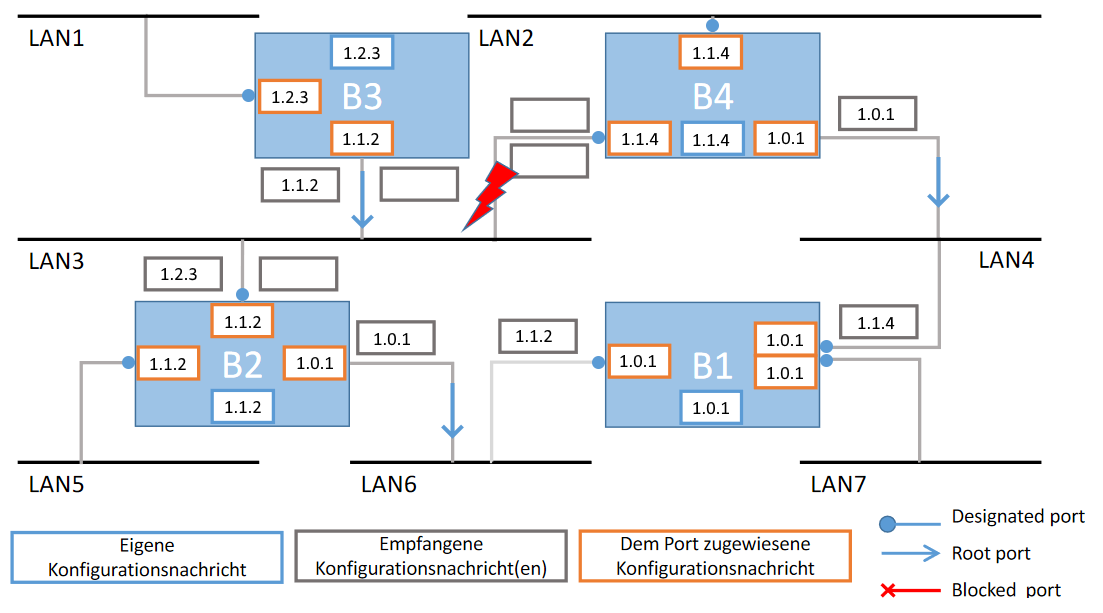 LAN1
LAN2
1.2.3
1.2.3
B3
1.1.2
1.1.4
B4
1.1.4
1.1.4
1.0.1
1.0.1
1.1.2
LAN3
LAN4
1.2.3
1.1.2
1.1.2
B2
1.0.1
1.1.2
1.0.1
1.1.2
1.0.1
B1
1.0.1
1.0.1
1.0.1
1.1.4
LAN5
LAN6
LAN7
Eigene
Konfigurationsnachricht
Empfangene
Konfigurationsnachricht(en)
Dem Port zugewiesene
Konfigurationsnachricht
Designated port
Root port
Blocked port